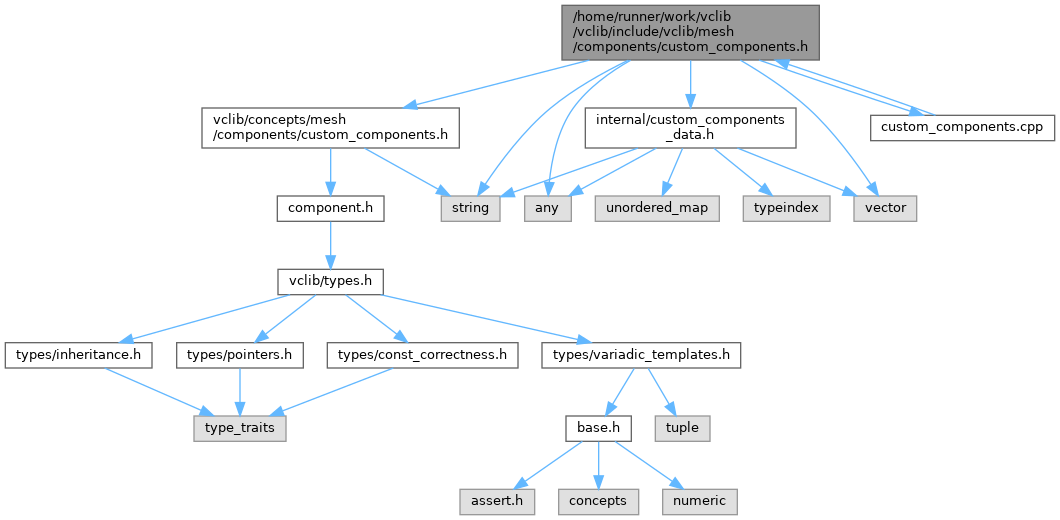 /home/runner/work/vclib
/vclib/include/vclib/mesh
/components/custom_components.h
vclib/concepts/mesh
/components/custom_components.h
internal/custom_components
_data.h
custom_components.cpp
component.h
string
any
unordered_map
typeindex
vector
vclib/types.h
types/inheritance.h
types/pointers.h
types/const_correctness.h
types/variadic_templates.h
type_traits
base.h
tuple
assert.h
concepts
numeric